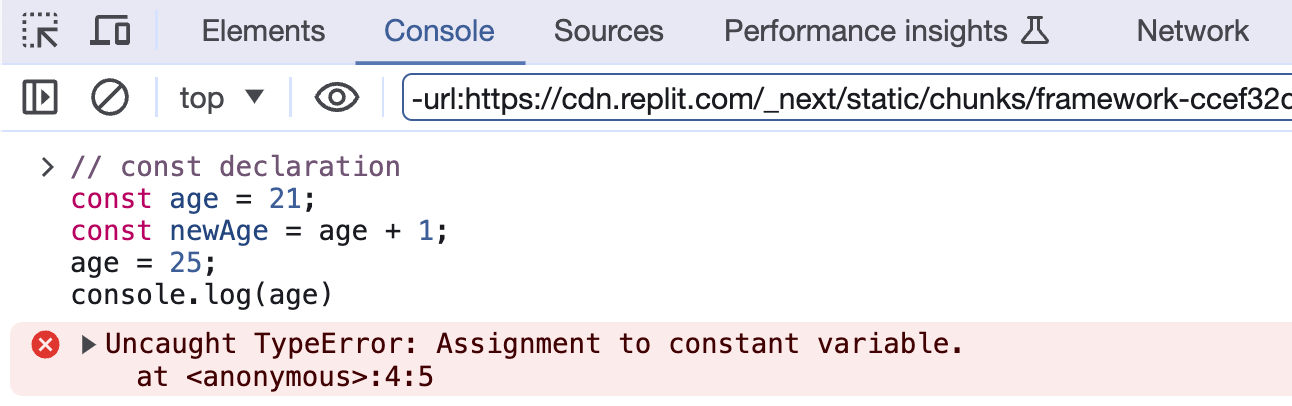 Elements Console Sources Performance insights Network
top -url:https://cdn.replit.com/_next/static/chunks/framework-ccef32c
> // const declaration
const age = 21;
const newAge = age + 1;
age = 25;
console.log(age)
Uncaught TypeError: Assignment to constant variable.
at <anonymous>:4:5